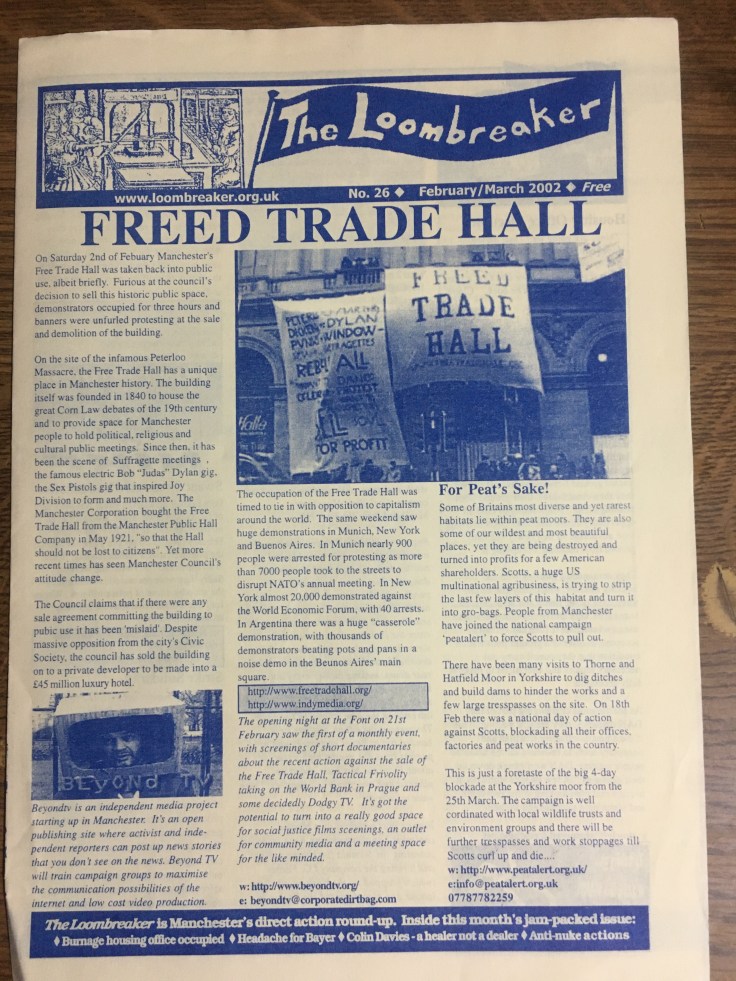 The Loombreaker
www.loombreaker.org.uk No. 26 ♦ February/March 2002 ♦ Free
FREED TRADE HALL
On Saturday 2nd of Febuary Manchester's
Free Trade Hall was taken back into public
use, albeit briefly. Furious at the council's
decision to sell this historic public space,
demonstrators occupied for three hours and
banners were unfurled protesting at the sale
and demolition of the building.
On the site of the infamous Peterloo
Massacre, the Free Trade Hall has a unique
place in Manchester history. The building
itself was founded in 1840 to house the
great Corn Law debates of the 19th century
and to provide space for Manchester
people to hold political, religious and
cultural public meetings. Since then, it has
been the scene of Suffragette meetings ,
the famous electric Bob "Judas" Dylan gig,
the Sex Pistols gig that inspired Joy
Division to form and much more. The
Manchester Corporation bought the Free
Trade Hall from the Manchester Public Hall
Company in May 1921, "so that the Hall
should not be lost to citizens". Yet more
recent times has seen Manchester Council's
attitude change.
The Council claims that if there were any
sale agreement committing the building to
pubic use it has been 'mislaid'. Despite
massive opposition from the city's Civic
Society, the council has sold the building
on to a private developer to be made into a
£45 million luxury hotel.
BEYOND TV
Beyondtv is an independent media project
starting up in Manchester. It's an open
publishing site where activist and inde-
pendent reporters can post up news stories
that you don't see on the news. Beyond TV
will train campaign groups to maximise
the communication possibilities of the
internet and low cost video production.
FREED
TRADE
HALL
DYLAN
WINDOW-
ALL
SOUL
FOR PROFIT
Halle
The occupation of the Free Trade Hall was
timed to tie in with opposition to capitalism
around the world. The same weekend saw
huge demonstrations in Munich, New York
and Buenos Aires. In Munich nearly 900
people were arrested for protesting as more
than 7000 people took to the streets to
disrupt NATO's annual meeting. In New
York almost 20,000 demonstrated against
the World Economic Forum, with 40 arrests.
In Argentina there was a huge "casserole"
demonstration, with thousands of
demonstrators beating pots and pans in a
noise demo in the Beunos Aires' main
square.
http://www.freetradehall.org/
http://www.indymedia.org/
The opening night at the Font on 21st
February saw the first of a monthly event,
with screenings of short documentaries
about the recent action against the sale of
the Free Trade Hall, Tactical Frivolity
taking on the World Bank in Prague and
some decidedly Dodgy TV. It's got the
potential to turn into a really good space
for social justice films sceenings, an outlet
for community media and a meeting space
for the like minded.
w: http://www.beyondtv.org/
e: beyondtv@corporatedirtbag.com
For Peat's Sake!
Some of Britains most diverse and yet rarest
habitats lie within peat moors. They are also
some of our wildest and most beautiful
places, yet they are being destroyed and
turned into profits for a few American
shareholders. Scotts, a huge US
multinational agribusiness, is trying to strip
the last few layers of this habitat and turn it
into gro-bags. People from Manchester
have joined the national campaign
'peatalert' to force Scotts to pull out.
There have been many visits to Thorne and
Hatfield Moor in Yorkshire to dig ditches
and build dams to hinder the works and a
few large tresspasses on the site. On 18th
Feb there was a national day of action
against Scotts, blockading all their offices,
factories and peat works in the country.
This is just a foretaste of the big 4-day
blockade at the Yorkshire moor from the
25th March. The campaign is well
cordinated with local wildlife trusts and
environment groups and there will be
further tresspasses and work stoppages till
Scotts curl up and die....
w: http://www.peatalert.org.uk/
e:info@peatalert.org.uk
07787782259
The Loombreaker is Manchester's direct action round-up. Inside this month's jam-packed issue:
♦ Burnage housing office occupied ♦ Headache for Bayer ♦ Colin Davies - a healer not a dealer ♦ Anti-nuke actions